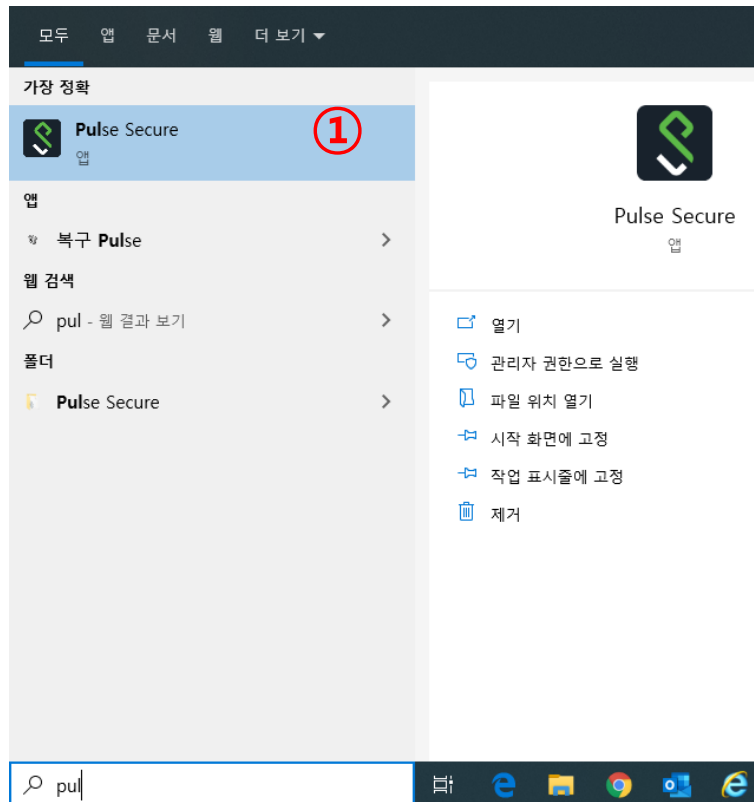 모두 앱 문서 웹 더 보기
가장 정확
Pulse Secure
앱
①
앱
복구 Pulse
웹 검색
pul - 웹 결과 보기
폴더
Pulse Secure
Pulse Secure
앱
열기
관리자 권한으로 실행
파일 위치 열기
시작 화면에 고정
작업 표시줄에 고정
제거
pul